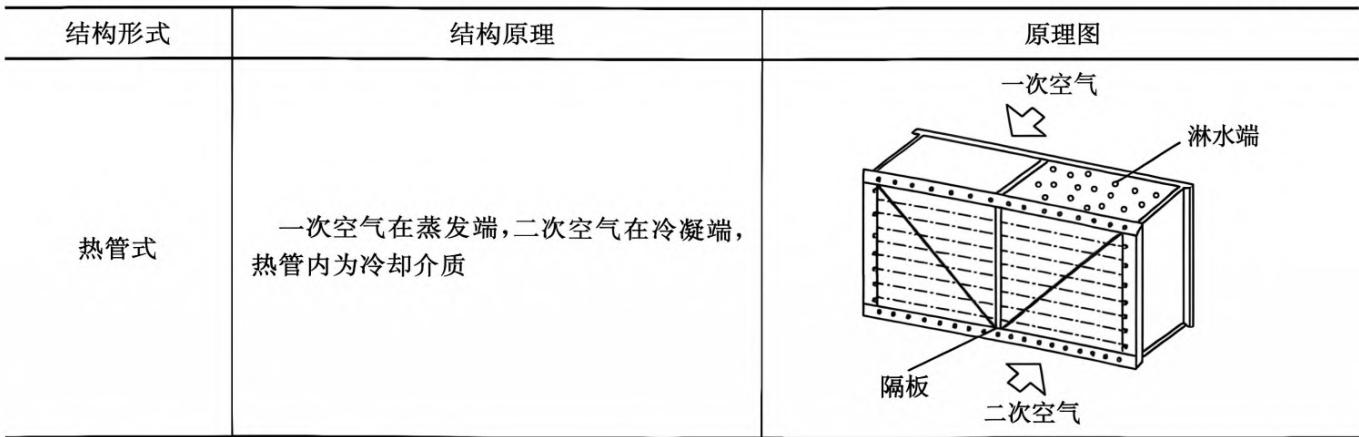 结构形式
结构原理
原理图
热管式
一次空气在蒸发端,二次空气在冷凝端,
热管内为冷却介质
一次空气
淋水端
隔板
二次空气